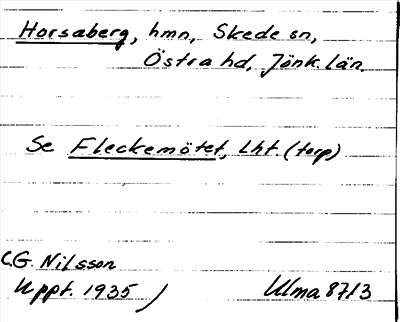 Horsaberg, hmn, Skede sn,
Östra hd, Jönk. län.
Se Fleckemötet, Lht. (torp)
C.G. Nilsson
Uppt. 1935 )
Ulma 8713